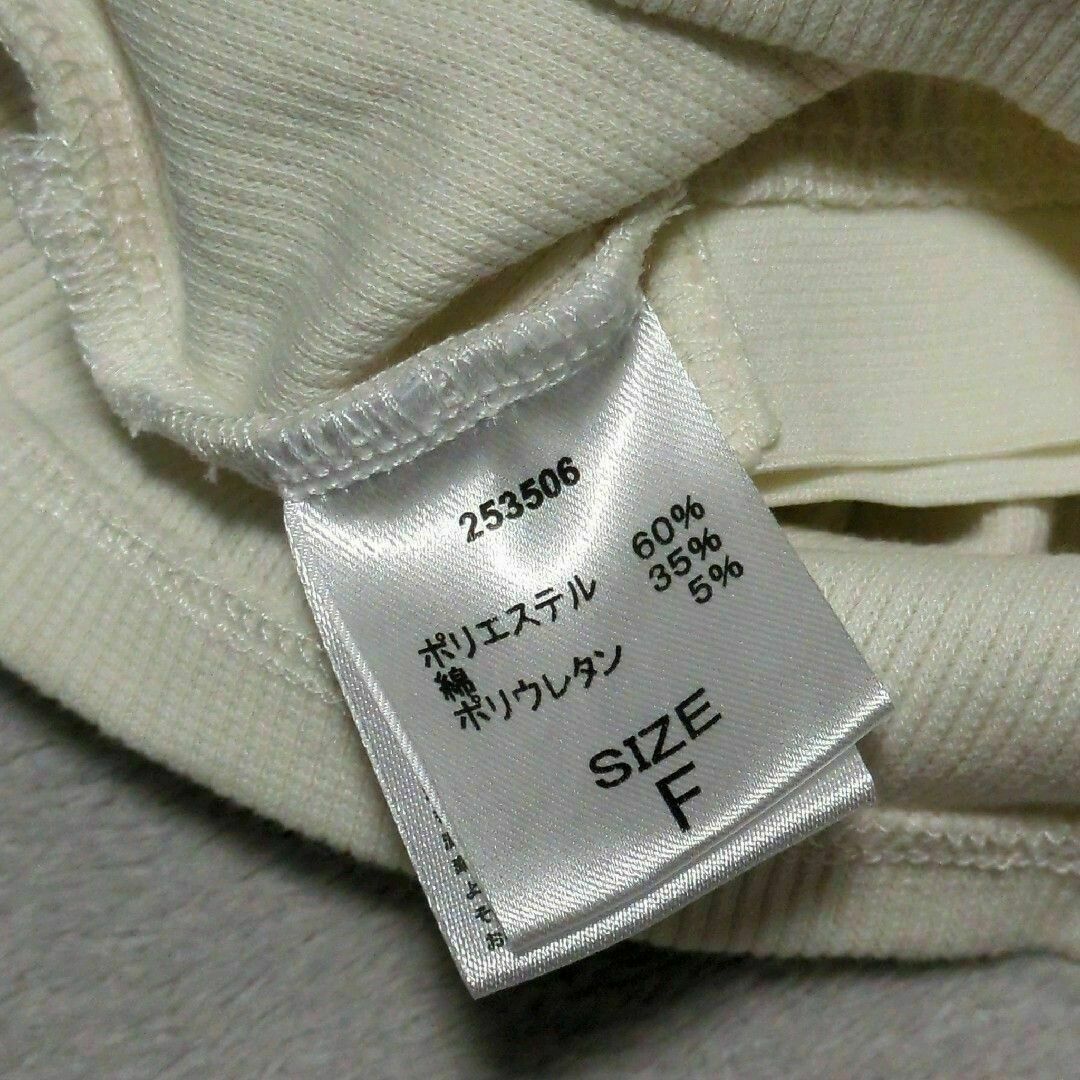 253506
ポリエステル 60%
綿 35%
ポリウレタン 5%
SIZE
F